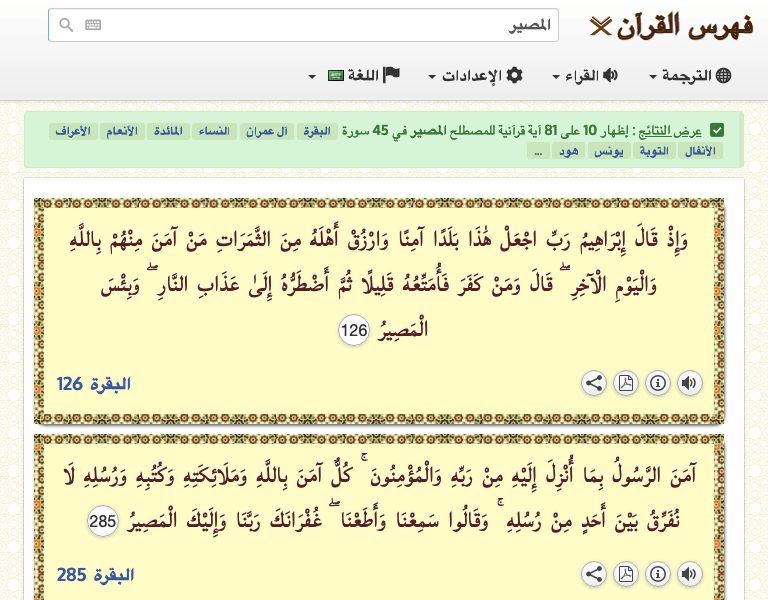 فهرس القرآن
المصير
الترجمة القراء الإعدادات اللغة
عرض النتائج : إظهار 10 على 81 آية قرآنية للمصطلح المصير في 45 سورة البقرة آل عمران النساء المائدة الأنعام الأعراف
الأنفال التوبة يونس هود ...
وَإِذْ قَالَ إِبْرَاهِيمُ رَبِّ اجْعَلْ هَٰذَا بَلَدًا آمِنًا وَارْزُقْ أَهْلَهُ مِنَ الثَّمَرَاتِ مَنْ آمَنَ مِنْهُمْ بِاللَّهِ
وَالْيَوْمِ الْآخِرِ ۖ قَالَ وَمَنْ كَفَرَ فَأُمَتِّعُهُ قَلِيلًا ثُمَّ أَضْطَرُّهُ إِلَىٰ عَذَابِ النَّارِ ۖ وَبِئْسَ
الْمَصِيرُ 126
البقرة 126
آمَنَ الرَّسُولُ بِمَا أُنْزِلَ إِلَيْهِ مِنْ رَبِّهِ وَالْمُؤْمِنُونَ ۚ كُلٌّ آمَنَ بِاللَّهِ وَمَلَائِكَتِهِ وَكُتُبِهِ وَرُسُلِهِ لَا
نُفَرِّقُ بَيْنَ أَحَدٍ مِنْ رُسُلِهِ ۚ وَقَالُوا سَمِعْنَا وَأَطَعْنَا ۖ غُفْرَانَكَ رَبَّنَا وَإِلَيْكَ الْمَصِيرُ 285
البقرة 285